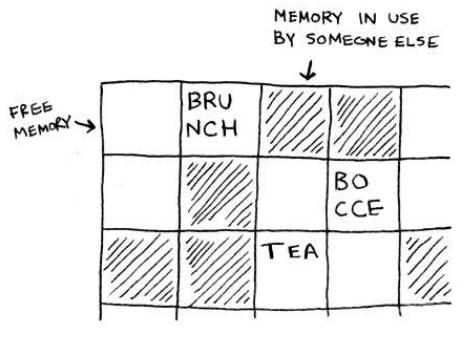 MEMORY IN USE
BY SOMEONE ELSE
FREE
MEMORY
BRU
NCH
BO
CCE
TEA